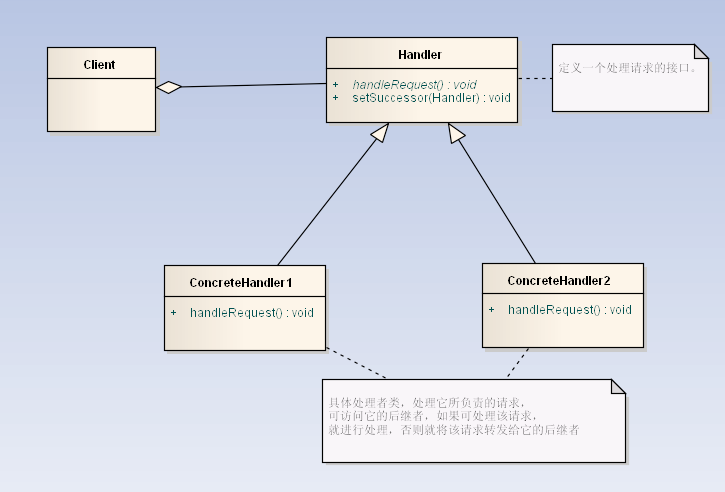 Client
Handler
+ handleRequest() : void
+ setSuccessor(Handler) : void
定义一个处理请求的接口。
ConcreteHandler1
+ handleRequest() : void
ConcreteHandler2
+ handleRequest() : void
具体处理者类，处理它所负责的请求，
可访问它的后继者，如果可处理该请求，
就进行处理，否则就将该请求转发给它的后继者